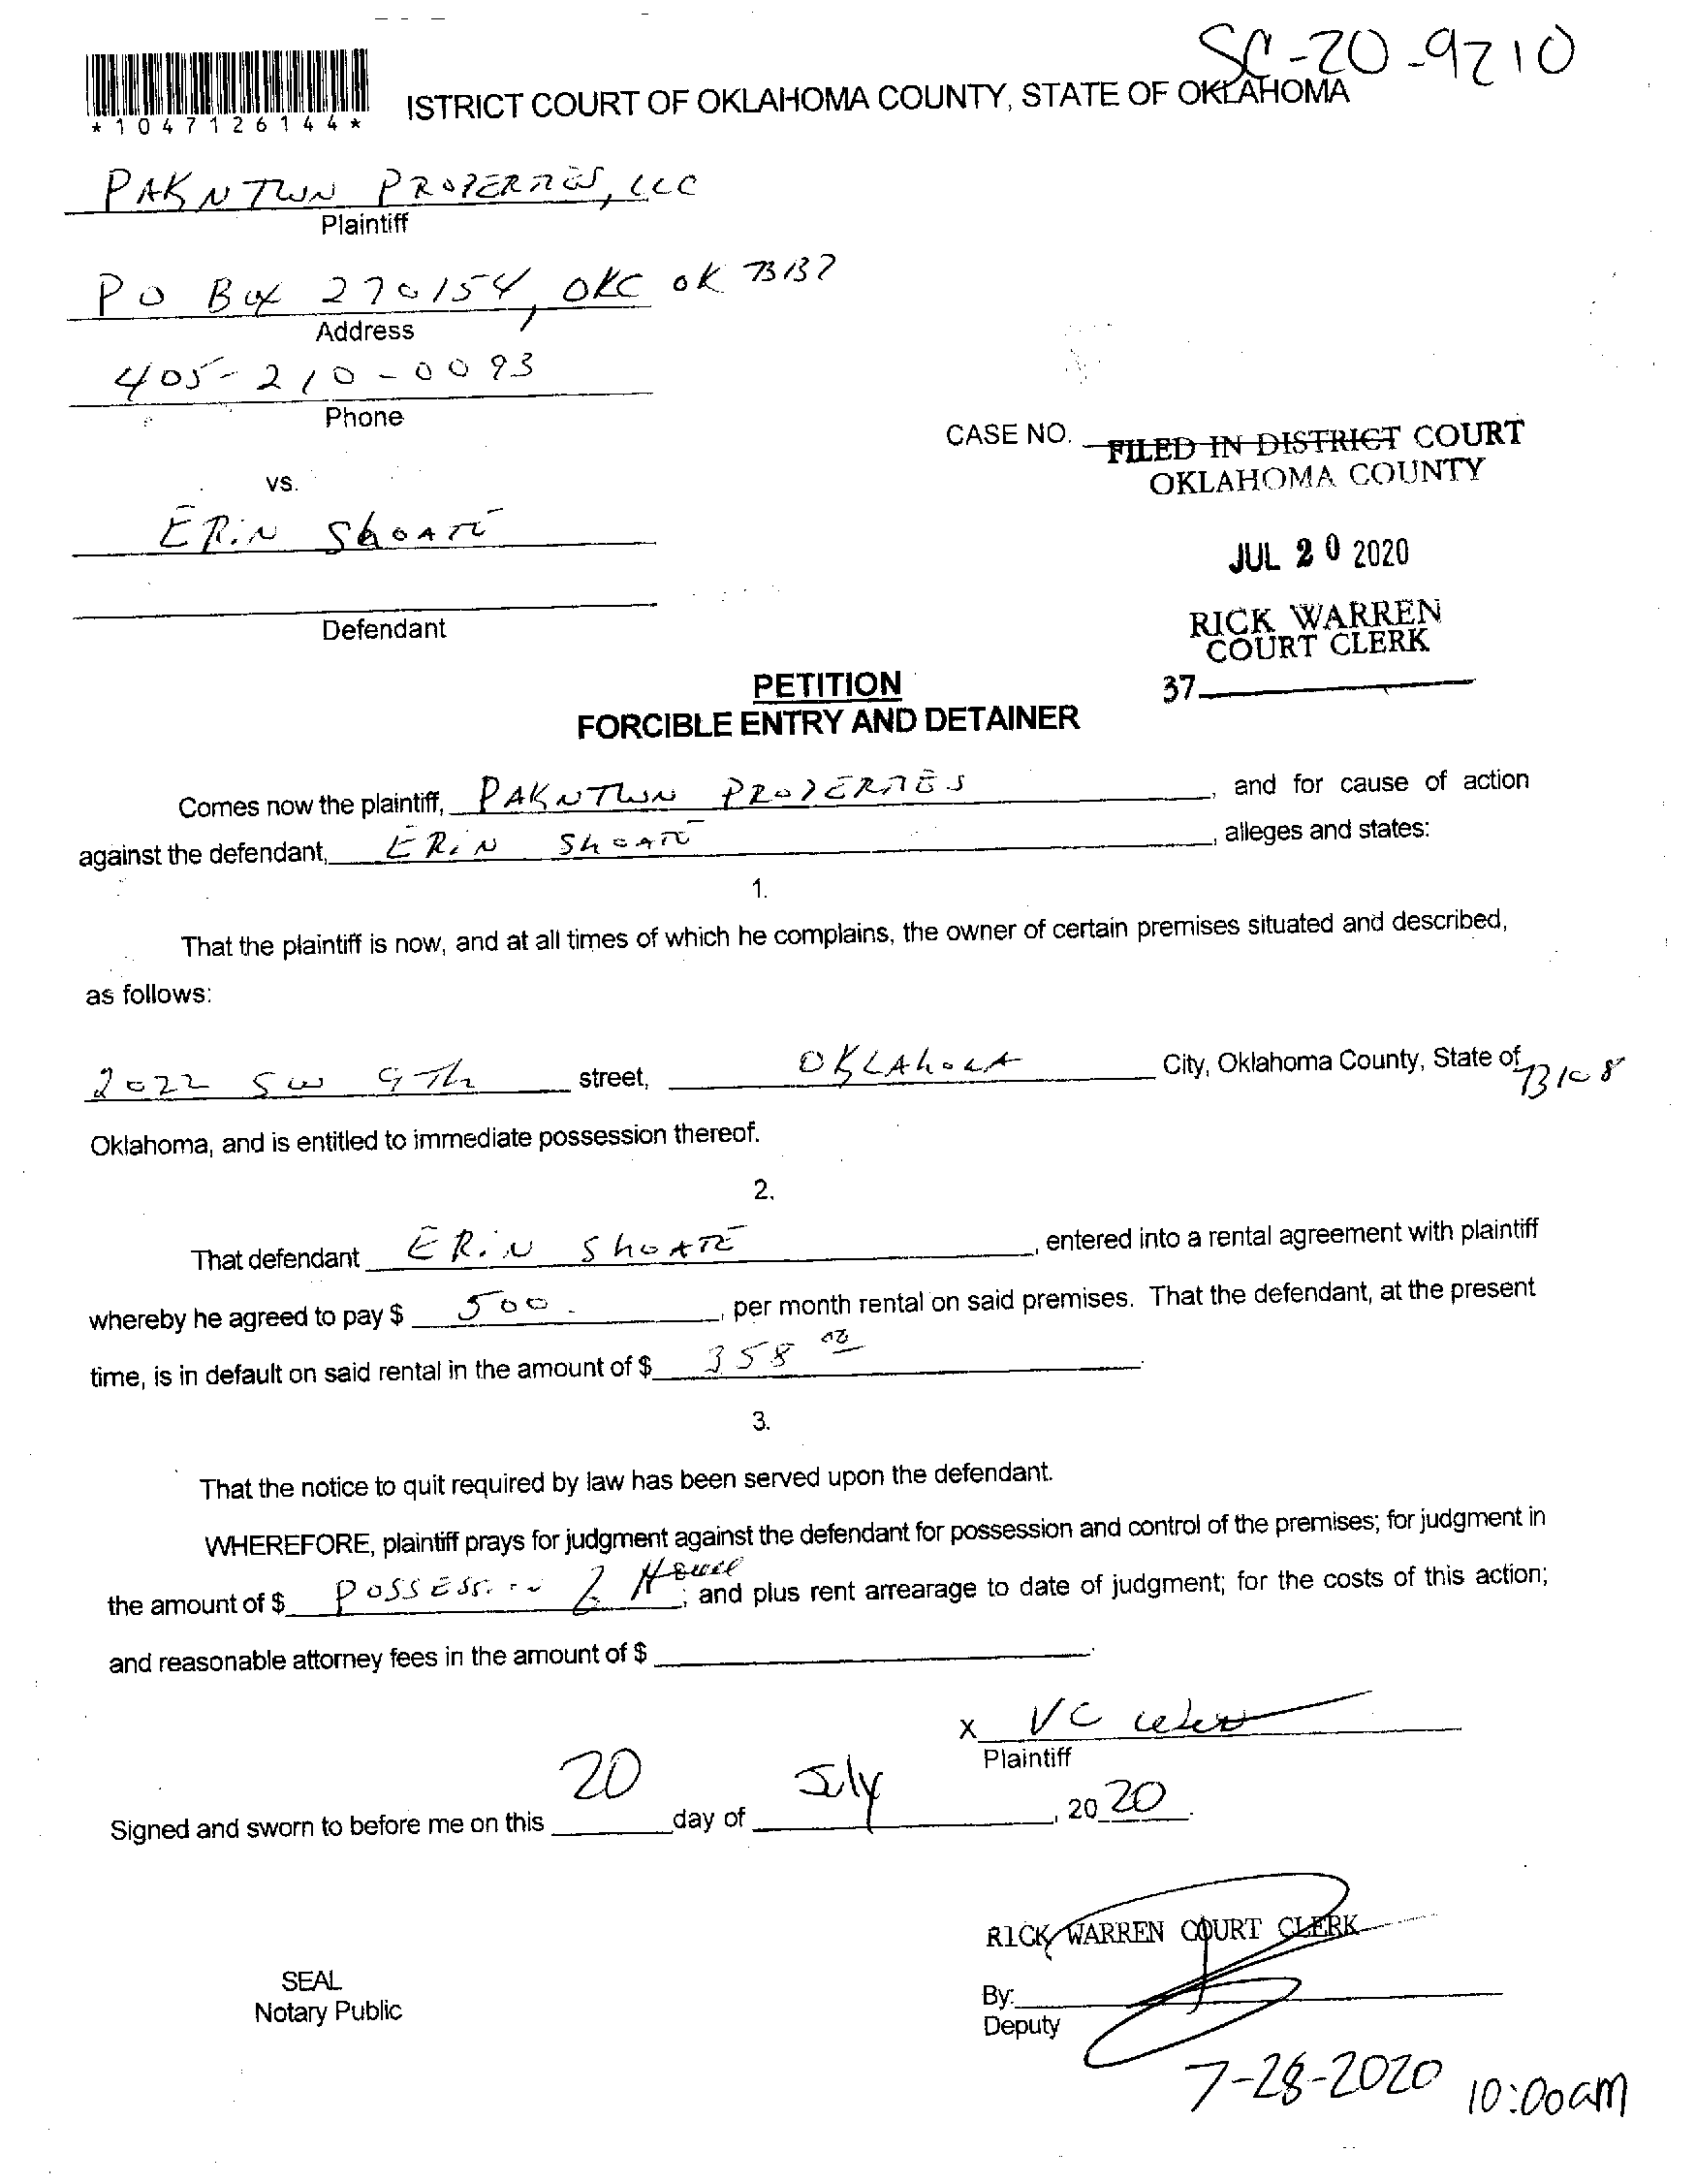 SC-20-9210
*1047126144*
ISTRICT COURT OF OKLAHOMA COUNTY, STATE OF OKLAHOMA
PAKNTWN PROPERTIES, LLC
Plaintiff
PO Box 270154, OKC OK 73137
Address
405-210-0093
Phone
CASE NO.
FILED IN DISTRICT COURT
OKLAHOMA COUNTY
vs.
ERIN ShOATE
JUL 20 2020
Defendant
RICK WARREN
COURT CLERK
37
PETITION
FORCIBLE ENTRY AND DETAINER
Comes now the plaintiff, PAKNTWN PROPERTIES, and for cause of action
against the defendant, ERIN ShOATE, alleges and states:
1.
That the plaintiff is now, and at all times of which he complains, the owner of certain premises situated and described,
as follows:
2022 SW 9Th street, OKLAhOMA City, Oklahoma County, State of 73108
Oklahoma, and is entitled to immediate possession thereof.
2.
That defendant ERIN ShOATE, entered into a rental agreement with plaintiff
whereby he agreed to pay $ 500. , per month rental on said premises. That the defendant, at the present
time, is in default on said rental in the amount of $ 358
3.
That the notice to quit required by law has been served upon the defendant.
WHEREFORE, plaintiff prays for judgment against the defendant for possession and control of the premises; for judgment in
the amount of $ POSSESSION House; and plus rent arrearage to date of judgment; for the costs of this action;
and reasonable attorney fees in the amount of $
x VC
Plaintiff
Signed and sworn to before me on this 20 day of July, 2020.
RICK WARREN COURT CLERK
SEAL
Notary Public
By:
Deputy
7-28-2020 10:00am